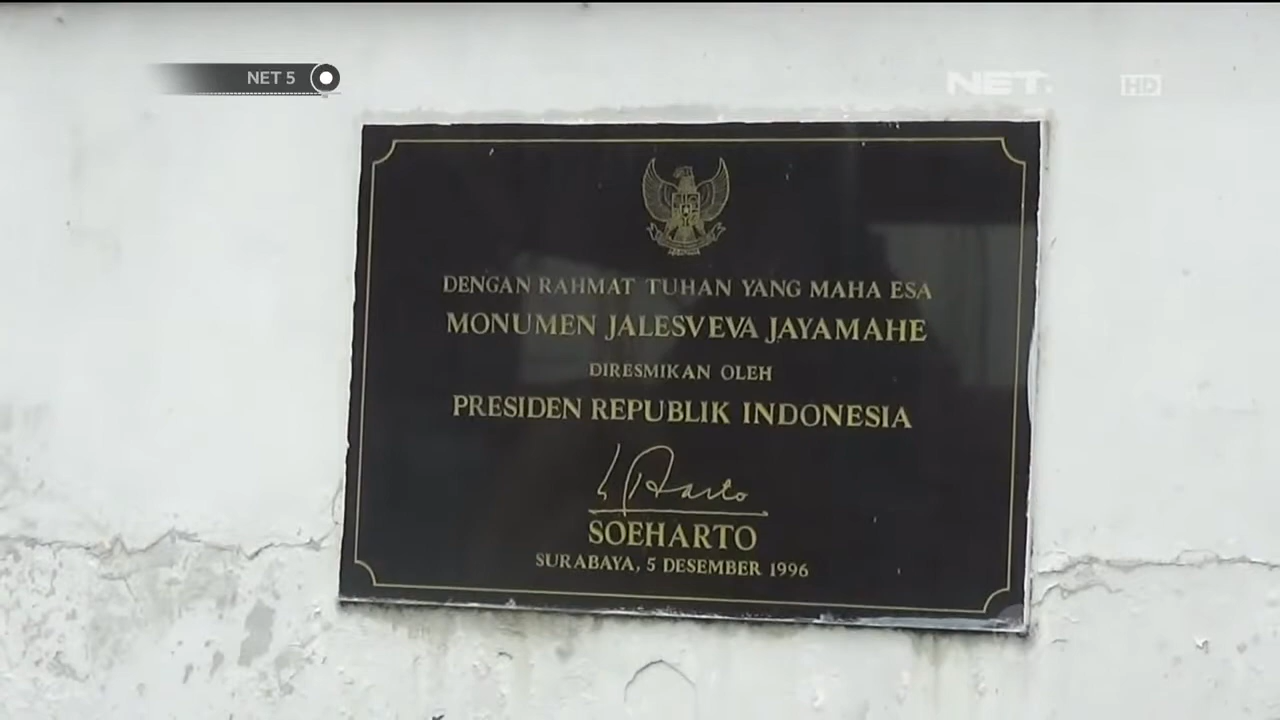 NET 5
NET.
HD
DENGAN RAHMAT TUHAN YANG MAHA ESA
MONUMEN JALESVEVA JAYAMAHE
DIRESMIKAN OLEH
PRESIDEN REPUBLIK INDONESIA
SOEHARTO
SURABAYA, 5 DESEMBER 1996